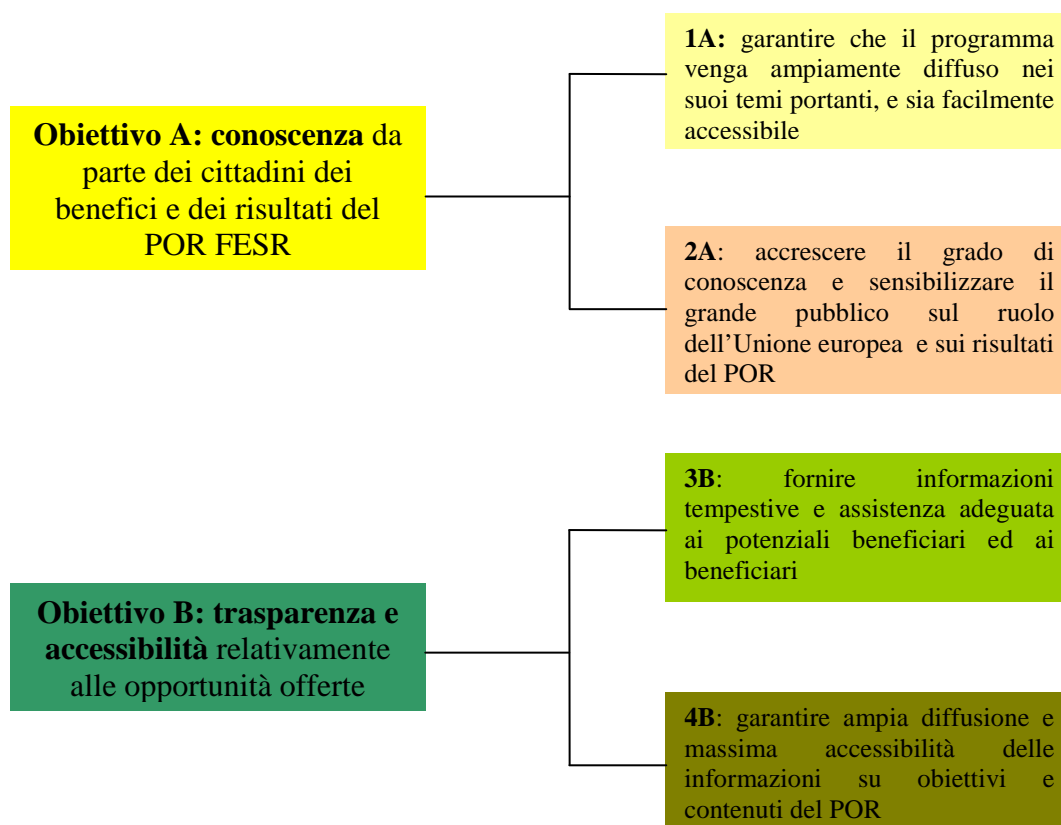 Obiettivo A: conoscenza da
parte dei cittadini dei
benefici e dei risultati del
POR FESR
1A: garantire che il programma
venga ampiamente diffuso nei
suoi temi portanti, e sia facilmente
accessibile
2A: accrescere il grado di
conoscenza e sensibilizzare il
grande pubblico sul ruolo
dell’Unione europea e sui risultati
del POR
Obiettivo B: trasparenza e
accessibilità relativamente
alle opportunità offerte
3B: fornire informazioni
tempestive e assistenza adeguata
ai potenziali beneficiari ed ai
beneficiari
4B: garantire ampia diffusione e
massima accessibilità delle
informazioni su obiettivi e
contenuti del POR